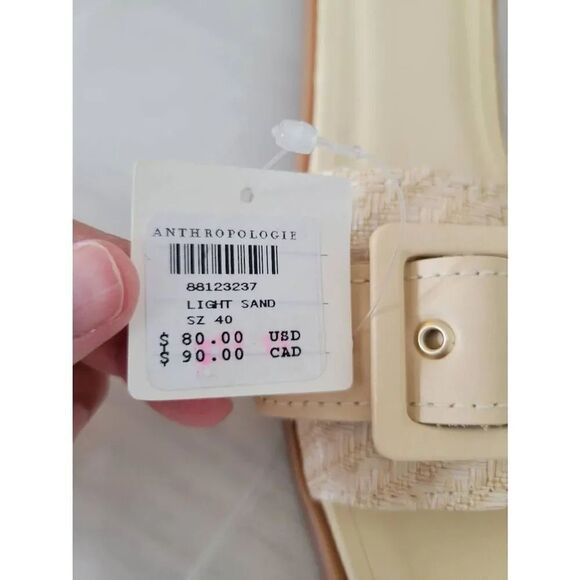 ANTHROPOLOGIE
88123237
LIGHT SAND
SZ 40
$ 80.00 USD
$ 90.00 CAD